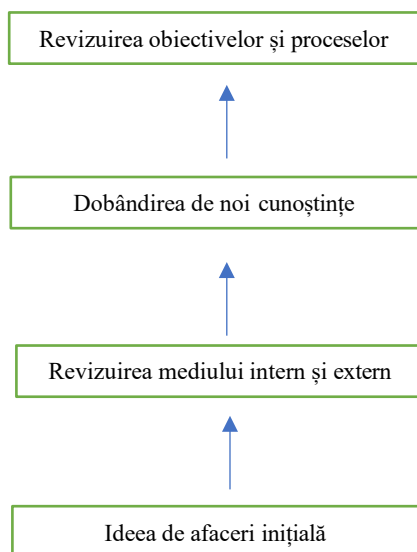 Revizuirea obiectivelor și proceselor
Dobândirea de noi cunoștințe
Revizuirea mediului intern și extern
Ideea de afaceri inițială